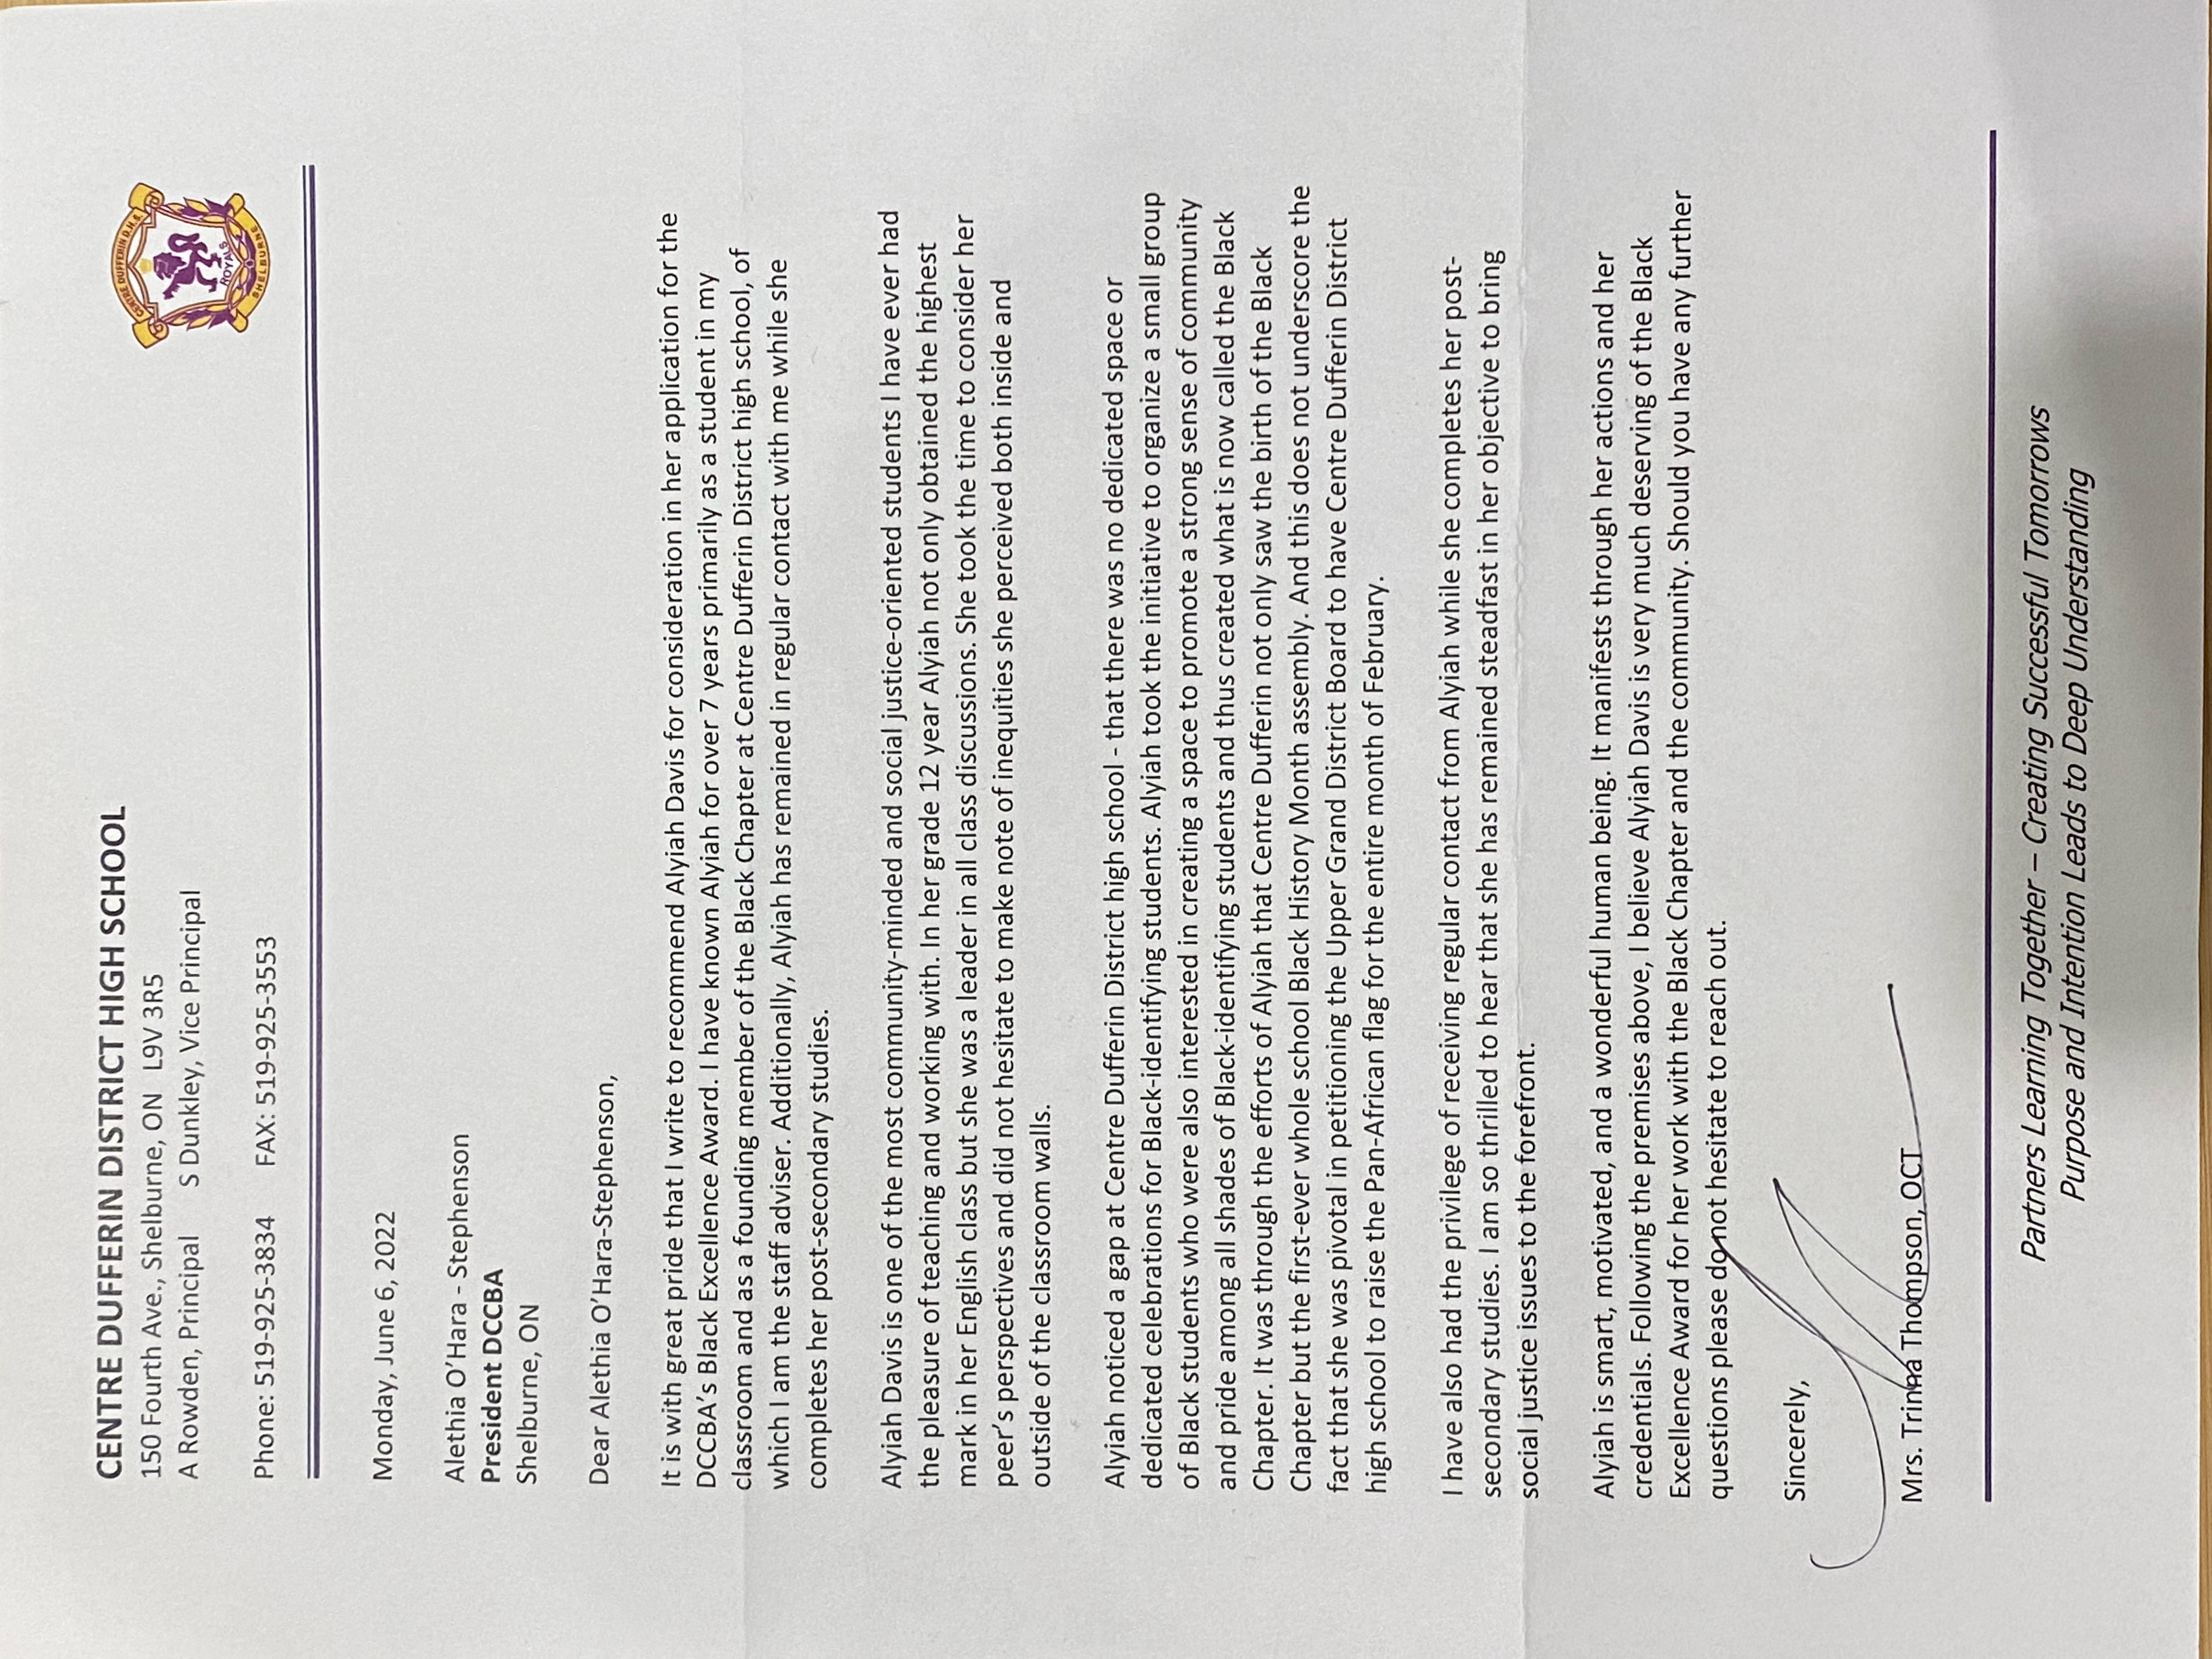 CENTRE DUFFERIN DISTRICT HIGH SCHOOL
150 Fourth Ave., Shelburne, ON L9V 3R5
A Rowden, Principal S Dunkley, Vice Principal
Phone: 519-925-3834 FAX: 519-925-3553
CENTRE DUFFERIN D.H.S.
ROYALS
SHELBURNE
Monday, June 6, 2022
Alethia O’Hara - Stephenson
President DCCBA
Shelburne, ON
Dear Alethia O’Hara-Stephenson,
It is with great pride that I write to recommend Alyiah Davis for consideration in her application for the
DCCBA’s Black Excellence Award. I have known Alyiah for over 7 years primarily as a student in my
classroom and as a founding member of the Black Chapter at Centre Dufferin District high school, of
which I am the staff adviser. Additionally, Alyiah has remained in regular contact with me while she
completes her post-secondary studies.
Alyiah Davis is one of the most community-minded and social justice-oriented students I have ever had
the pleasure of teaching and working with. In her grade 12 year Alyiah not only obtained the highest
mark in her English class but she was a leader in all class discussions. She took the time to consider her
peer’s perspectives and did not hesitate to make note of inequities she perceived both inside and
outside of the classroom walls.
Alyiah noticed a gap at Centre Dufferin District high school - that there was no dedicated space or
dedicated celebrations for Black-identifying students. Alyiah took the initiative to organize a small group
of Black students who were also interested in creating a space to promote a strong sense of community
and pride among all shades of Black-identifying students and thus created what is now called the Black
Chapter. It was through the efforts of Alyiah that Centre Dufferin not only saw the birth of the Black
Chapter but the first-ever whole school Black History Month assembly. And this does not underscore the
fact that she was pivotal in petitioning the Upper Grand District Board to have Centre Dufferin District
high school to raise the Pan-African flag for the entire month of February.
I have also had the privilege of receiving regular contact from Alyiah while she completes her post-
secondary studies. I am so thrilled to hear that she has remained steadfast in her objective to bring
social justice issues to the forefront.
Alyiah is smart, motivated, and a wonderful human being. It manifests through her actions and her
credentials. Following the premises above, I believe Alyiah Davis is very much deserving of the Black
Excellence Award for her work with the Black Chapter and the community. Should you have any further
questions please do not hesitate to reach out.
Sincerely,
Mrs. Trinna Thompson, OCT
Partners Learning Together – Creating Successful Tomorrows
Purpose and Intention Leads to Deep Understanding